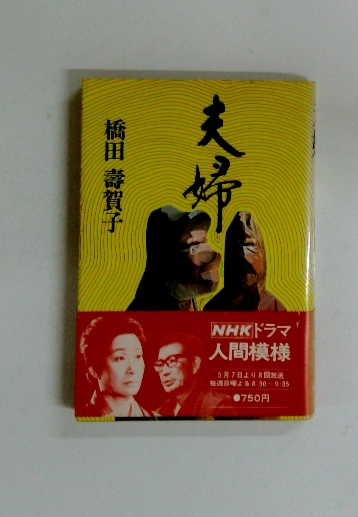 夫婦
橋田 壽賀子
NHKドラマ
人間模様
5月7日より8回放送
毎週日曜よる8:50〜9:35
●750円